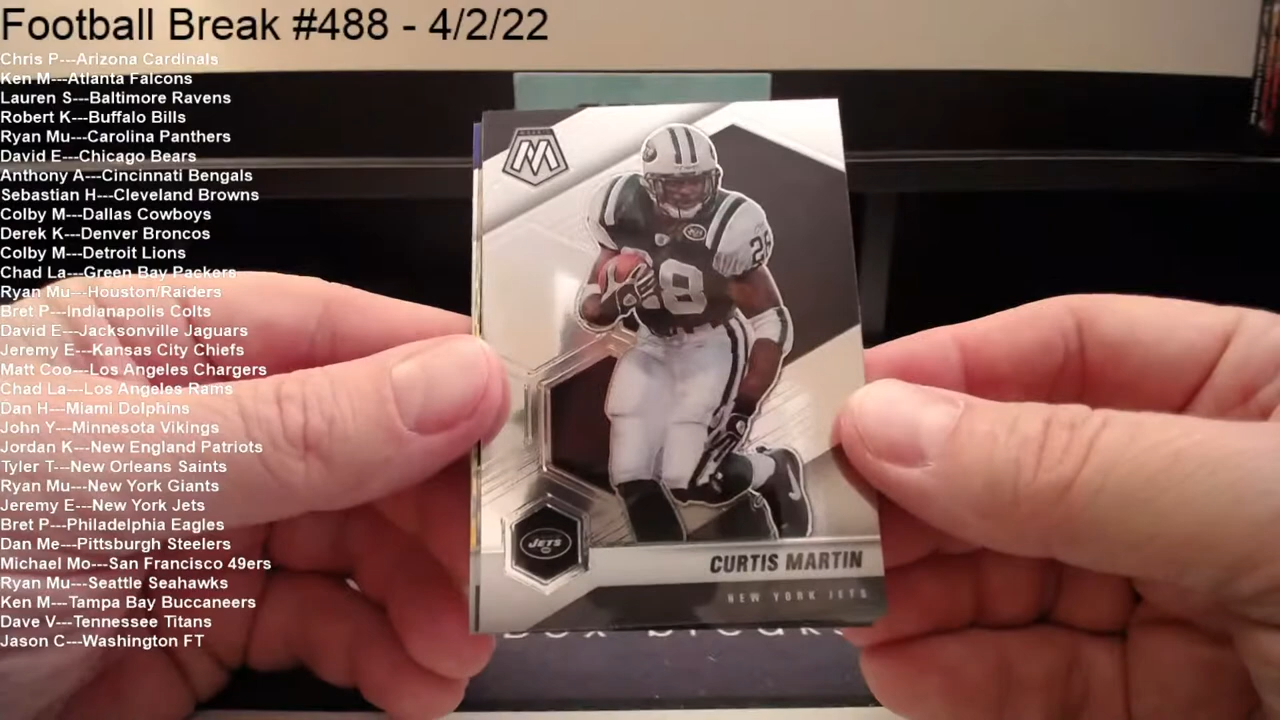 Football Break #488 - 4/2/22
Chris P---Arizona Cardinals
Ken M---Atlanta Falcons
Lauren S---Baltimore Ravens
Robert K---Buffalo Bills
Ryan Mu---Carolina Panthers
David E---Chicago Bears
Anthony A---Cincinnati Bengals
Sebastian H---Cleveland Browns
Colby M---Dallas Cowboys
Derek K---Denver Broncos
Colby M---Detroit Lions
Chad La---Green Bay Packers
Ryan Mu---Houston/Raiders
Bret P---Indianapolis Colts
David E---Jacksonville Jaguars
Jeremy E---Kansas City Chiefs
Matt Coo---Los Angeles Chargers
Chad La---Los Angeles Rams
Dan H---Miami Dolphins
John Y---Minnesota Vikings
Jordan K---New England Patriots
Tyler T---New Orleans Saints
Ryan Mu---New York Giants
Jeremy E---New York Jets
Bret P---Philadelphia Eagles
Dan Me---Pittsburgh Steelers
Michael Mo---San Francisco 49ers
Ryan Mu---Seattle Seahawks
Ken M---Tampa Bay Buccaneers
Dave V---Tennessee Titans
Jason C---Washington FT
MOSAIC
M
28
28
JETS
CURTIS MARTIN
NEW YORK JETS